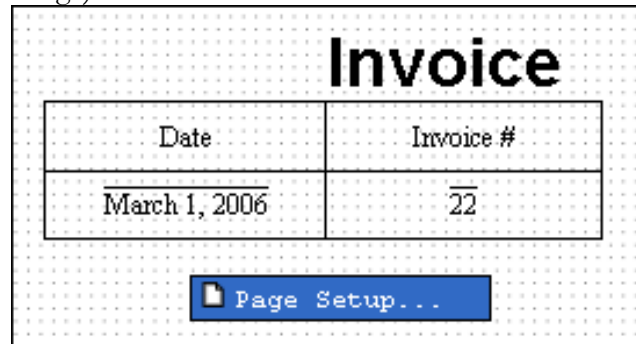 Invoice
Date Invoice #
March 1, 2006 22
Page Setup...